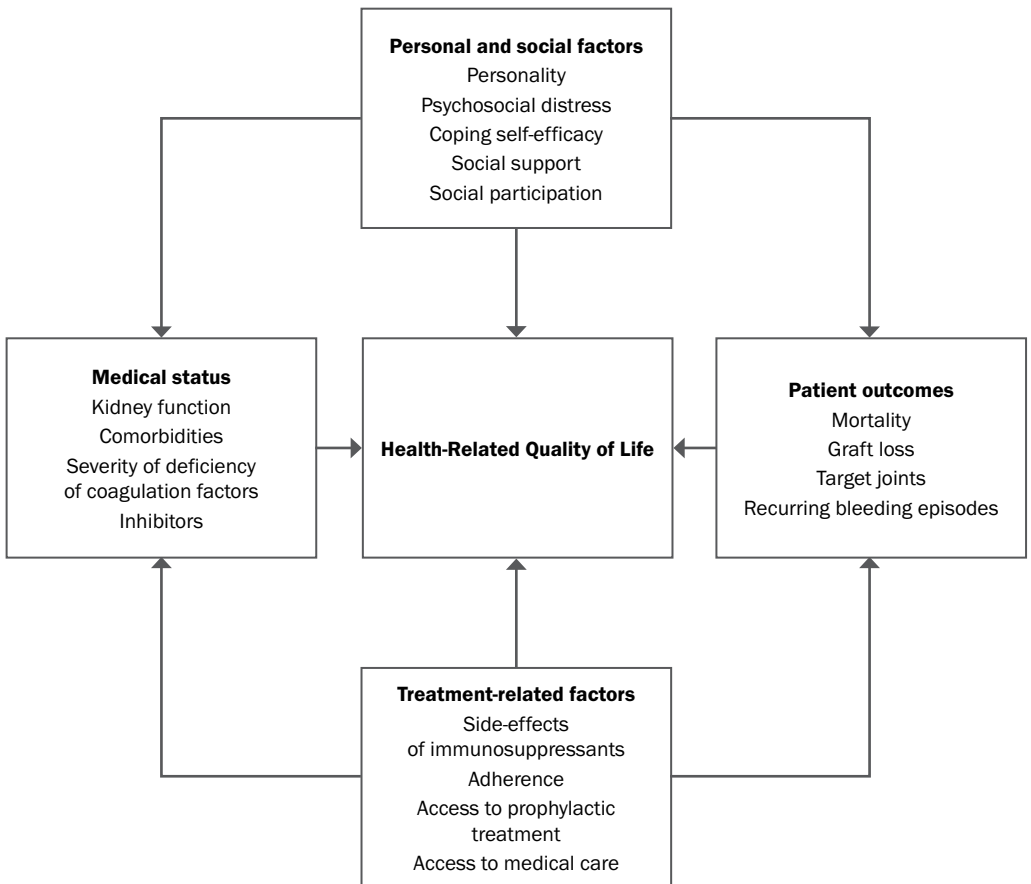 Personal and social factors
Personality
Psychosocial distress
Coping self-efficacy
Social support
Social participation
Medical status
Kidney function
Comorbidities
Severity of deficiency
of coagulation factors
Inhibitors
Health-Related Quality of Life
Patient outcomes
Mortality
Graft loss
Target joints
Recurring bleeding episodes
Treatment-related factors
Side-effects
of immunosuppressants
Adherence
Access to prophylactic
treatment
Access to medical care